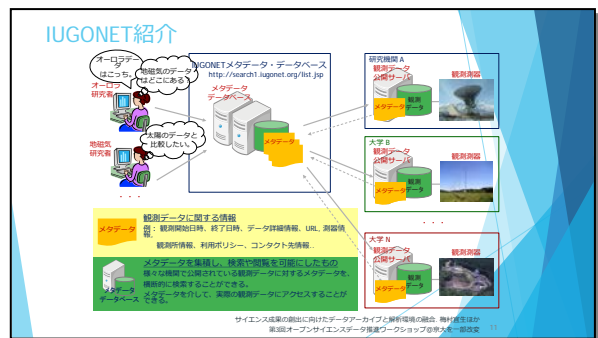 IUGONET紹介
オーロラデータ
はこっち。
地磁気のデータ
はどこにある?
オーロラ
研究者
太陽のデータと
比較したい。
地磁気
研究者
・・・
IUGONETメタデータ・データベース
http://search1.iugonet.org/list.jsp
メタデータ
データベース
メタデータ
研究機関 A
観測データ
公開サーバ
メタデータ
観測
データ
観測測器
大学 B
観測データ
公開サーバ
メタデータ
観測
データ
観測測器
・・・
大学 N
観測データ
公開サーバ
メタデータ
観測
データ
観測測器
メタデータ
観測データに関する情報
例: 観測開始日時、終了日時、データ詳細情報、URL, 測器情
報、
観測所情報、利用ポリシー、コンタクト先情報…
メタデータ
データベース
メタデータを集積し、検索や閲覧を可能にしたもの
様々な機関で公開されている観測データに対するメタデータを、
横断的に検索することができる。
メタデータを介して、実際の観測データにアクセスすることが
できる。
サイエンス成果の創出に向けたデータアーカイブと解析環境の融合, 梅村宜生ほか
第3回オープンサイエンスデータ推進ワークショップ@京大を一部改変
11